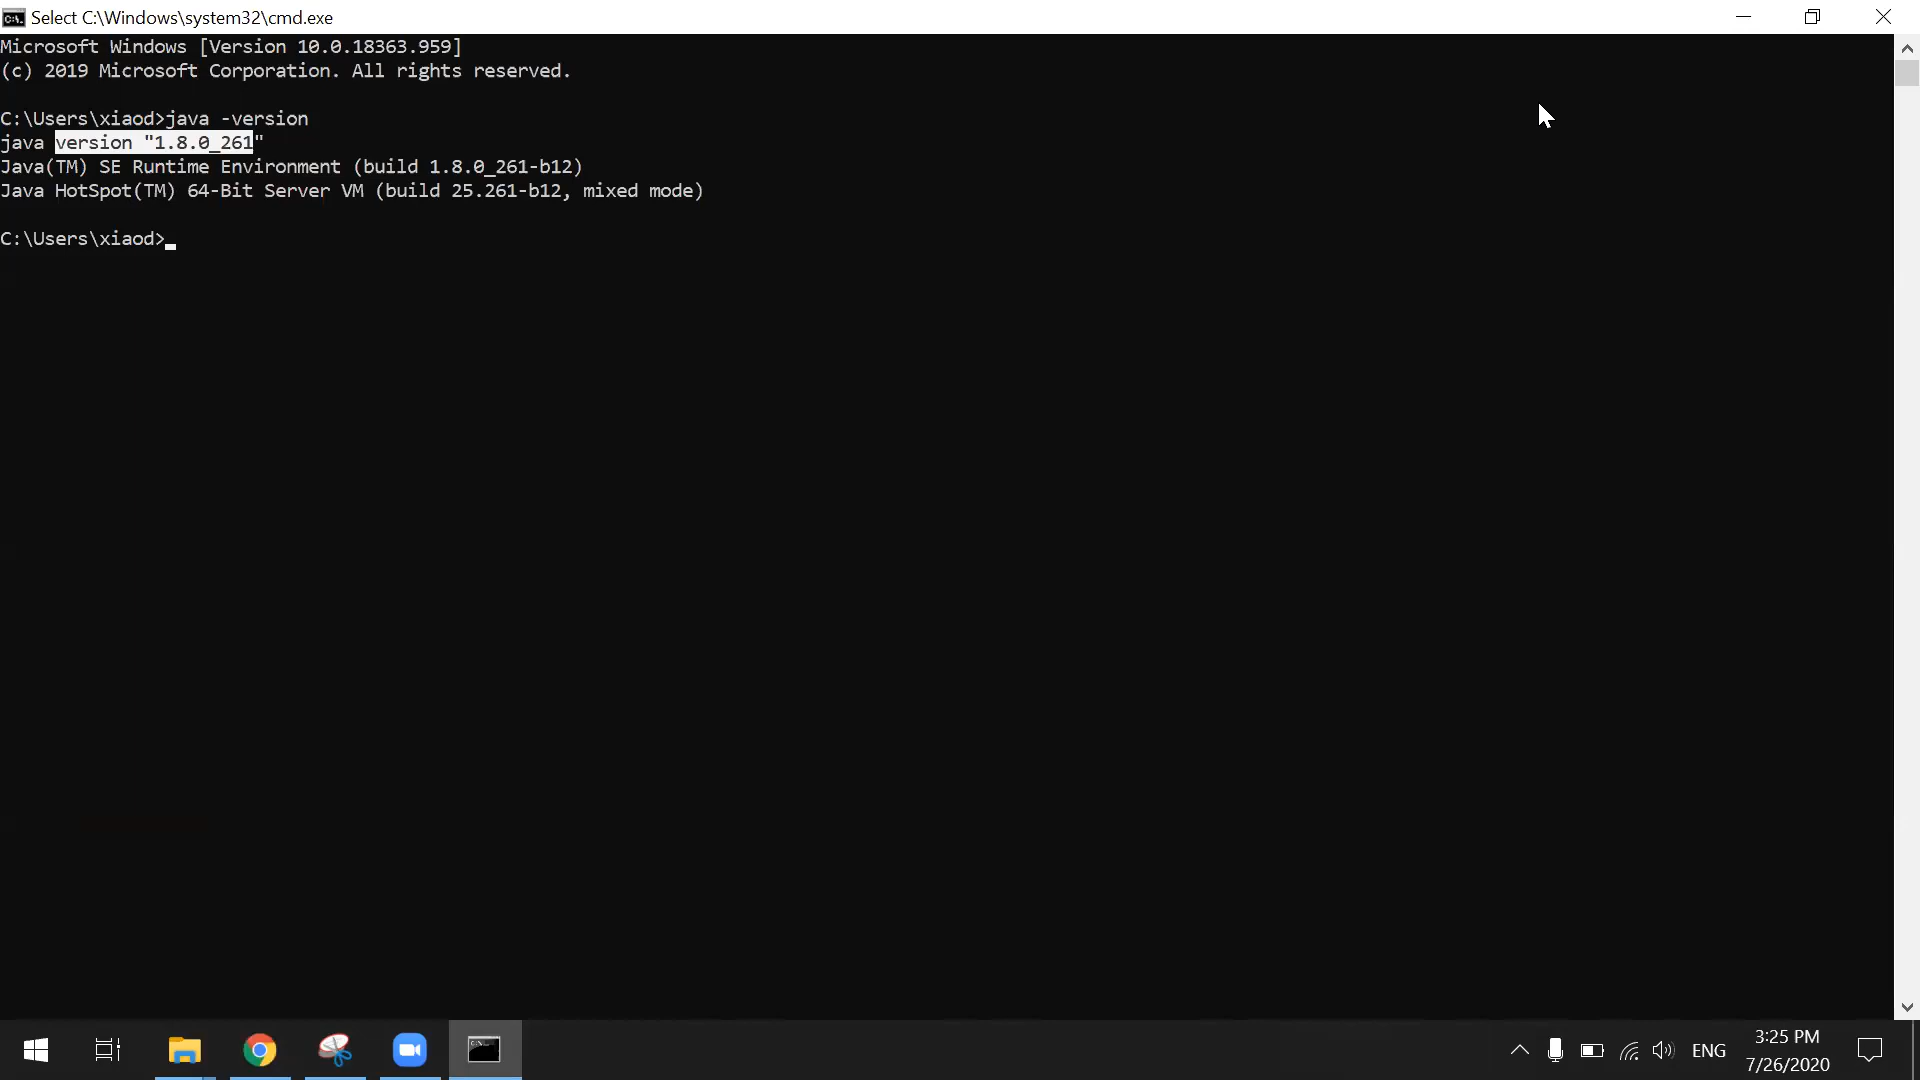 Select C:\Windows\system32\cmd.exe
Microsoft Windows [Version 10.0.18363.959]
(c) 2019 Microsoft Corporation. All rights reserved.
C:\Users\xiaod>java -version
java version "1.8.0_261"
Java(TM) SE Runtime Environment (build 1.8.0_261-b12)
Java HotSpot(TM) 64-Bit Server VM (build 25.261-b12, mixed mode)
C:\Users\xiaod>
ENG
3:25 PM
7/26/2020